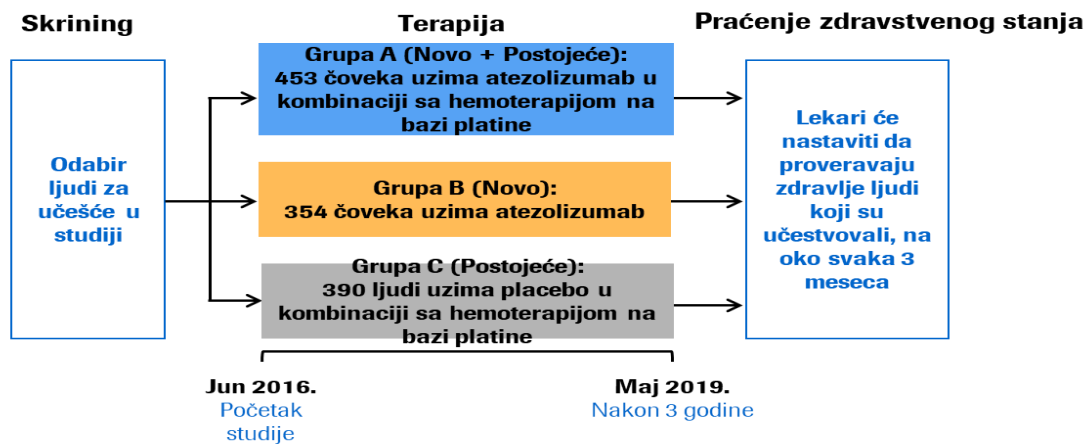 Skrining
Terapija
Praćenje zdravstvenog stanja
Odabir
ljudi za
učešće u
studiji
Grupa A (Novo + Postojeće):
453 čoveka uzima atezolizumab u
kombinaciji sa hemoterapijom na
bazi platine
Grupa B (Novo):
354 čoveka uzima atezolizumab
Grupa C (Postojeće):
390 ljudi uzima placebo u
kombinaciji sa hemoterapijom na
bazi platine
Lekari će
nastaviti da
proveravaju
zdravlje ljudi
koji su
učestvovali, na
oko svaka 3
meseca
Jun 2016.
Početak
studije
Maj 2019.
Nakon 3 godine